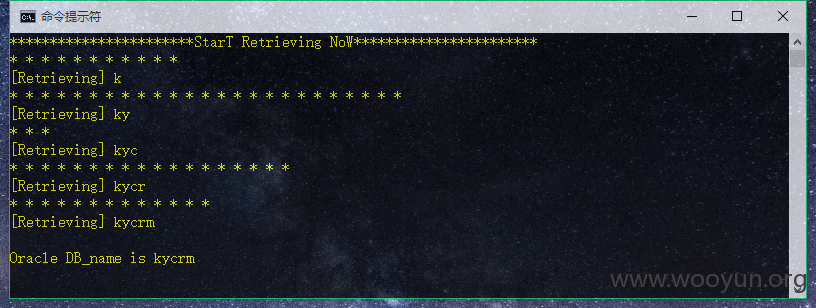 命令提示符
***********************StarT Retrieving NoW***********************
* * * * * * * * * * *
[Retrieving] k
* * * * * * * * * * * * * * * * * * * * * * * * *
[Retrieving] ky
* * *
[Retrieving] kyc
* * * * * * * * * * * * * * * * * *
[Retrieving] kycr
* * * * * * * * * * * * *
[Retrieving] kycrm
Oracle DB_name is kycrm
www.wooyun.org